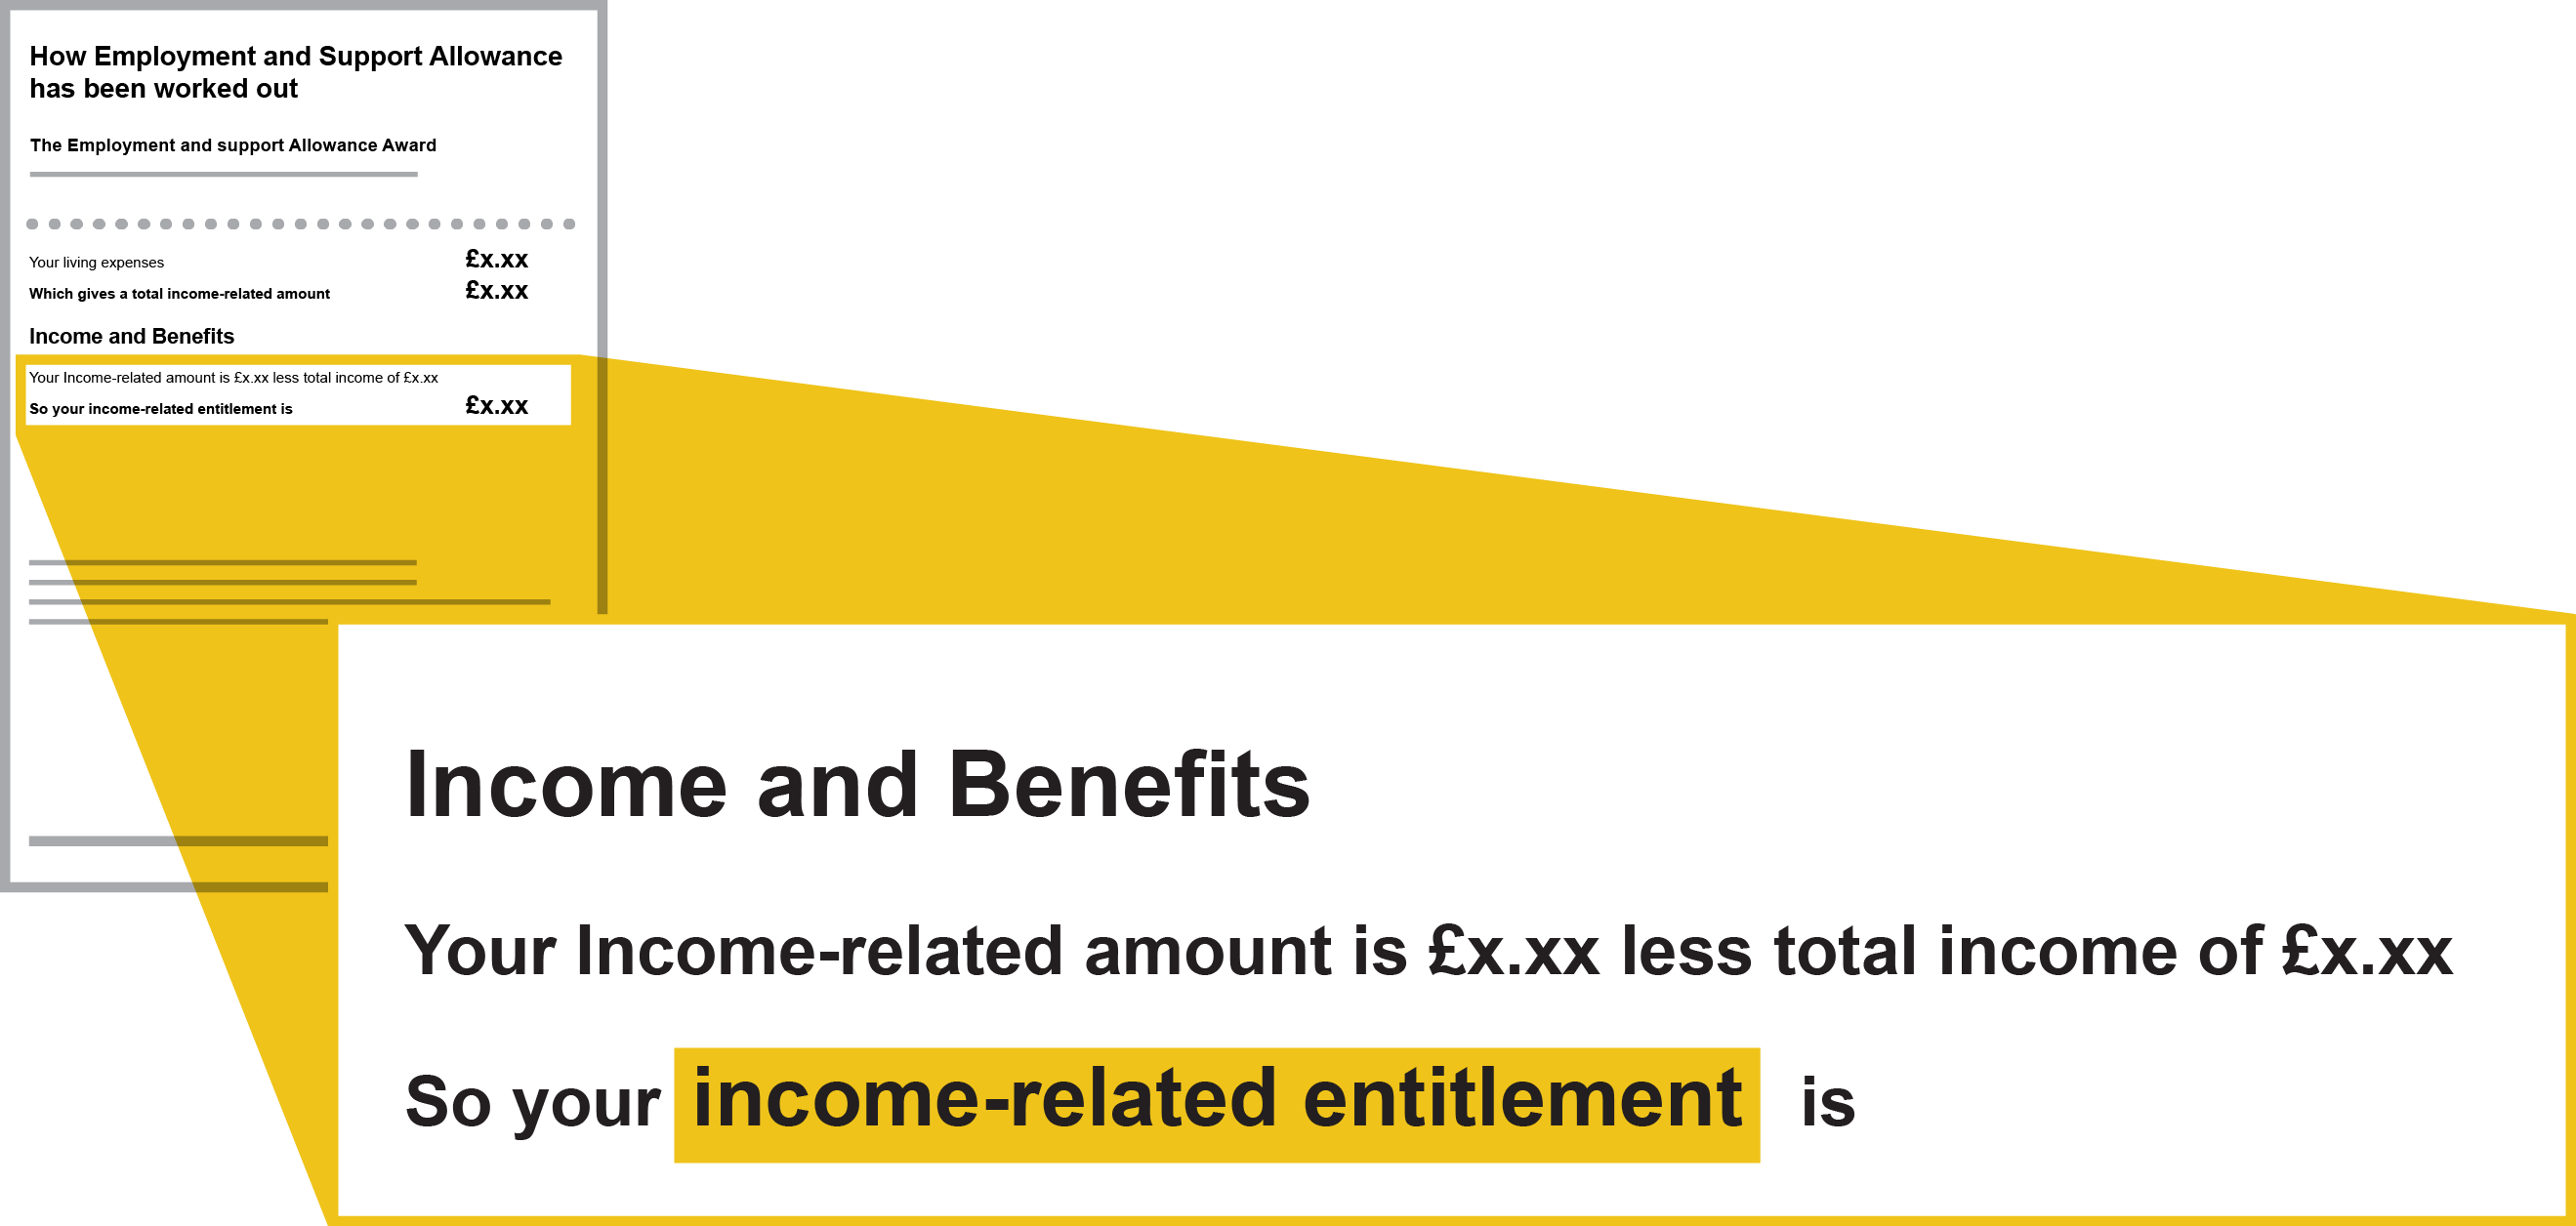 How Employment and Support Allowance
has been worked out
The Employment and support Allowance Award
Your living expenses £x.xx
Which gives a total income-related amount £x.xx
Income and Benefits
Your Income-related amount is £x.xx less total income of £x.xx
So your income-related entitlement is £x.xx
Income and Benefits
Your Income-related amount is £x.xx less total income of £x.xx
So your income-related entitlement is